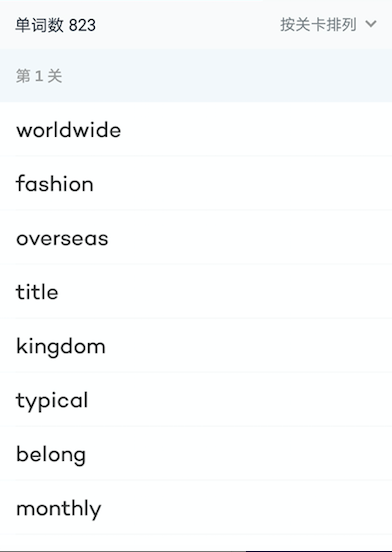 单词数 823 按关卡排列
第 1 关
worldwide
fashion
overseas
title
kingdom
typical
belong
monthly